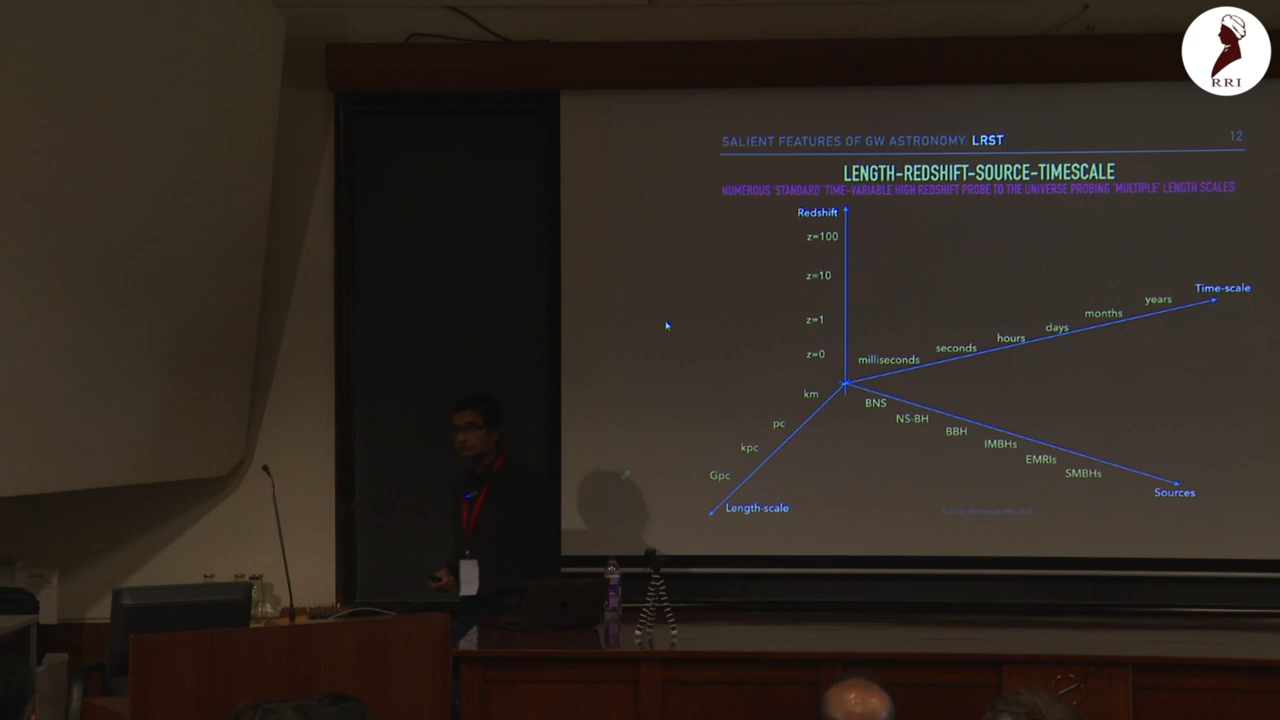 RRI
SALIENT FEATURES OF GW ASTRONOMY LRST
12
LENGTH-REDSHIFT-SOURCE-TIMESCALE
NUMEROUS 'STANDARD' TIME-VARIABLE HIGH REDSHIFT PROBE TO THE UNIVERSE PROBING 'MULTIPLE' LENGTH SCALES
Redshift
z=100
z=10
z=1
z=0
Time-scale
years
months
days
hours
seconds
milliseconds
km
pc
kpc
Gpc
Length-scale
BNS
NS-BH
BBH
IMBHs
EMRIs
SMBHs
Sources